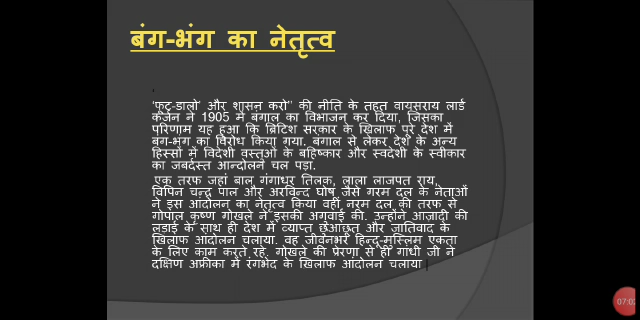 बंग-भंग का नेतृत्व
'फूट-डालो' और शासन करो'' की नीति के तहत वायसराय लार्ड
कर्जन ने 1905 में बंगाल का विभाजन कर दिया, जिसका
परिणाम यह हुआ कि ब्रिटिश सरकार के खिलाफ पूरे देश में
बंग-भंग का विरोध किया गया. बंगाल से लेकर देश के अन्य
हिस्सों में विदेशी वस्तुओं के बहिष्कार और स्वदेशी के स्वीकार
का जबर्दस्त आन्दोलन चल पड़ा.
एक तरफ जहां बाल गंगाधर तिलक, लाला लाजपत राय,
विपिन चन्द्र पाल और अरविन्द घोष जैसे गरम दल के नेताओं
ने इस आंदोलन का नेतृत्व किया वहीं नरम दल की तरफ से
गोपाल कृष्ण गोखले ने इसकी अगुवाई की. उन्होंने आज़ादी की
लड़ाई के साथ ही देश में व्याप्त छुआछूत और जातिवाद के
खिलाफ आंदोलन चलाया. वह जीवनभर हिन्दू-मुस्लिम एकता
के लिए काम करते रहे. गोखले की प्रेरणा से ही गांधी जी ने
दक्षिण अफ्रीका में रंगभेद के खिलाफ आंदोलन चलाया